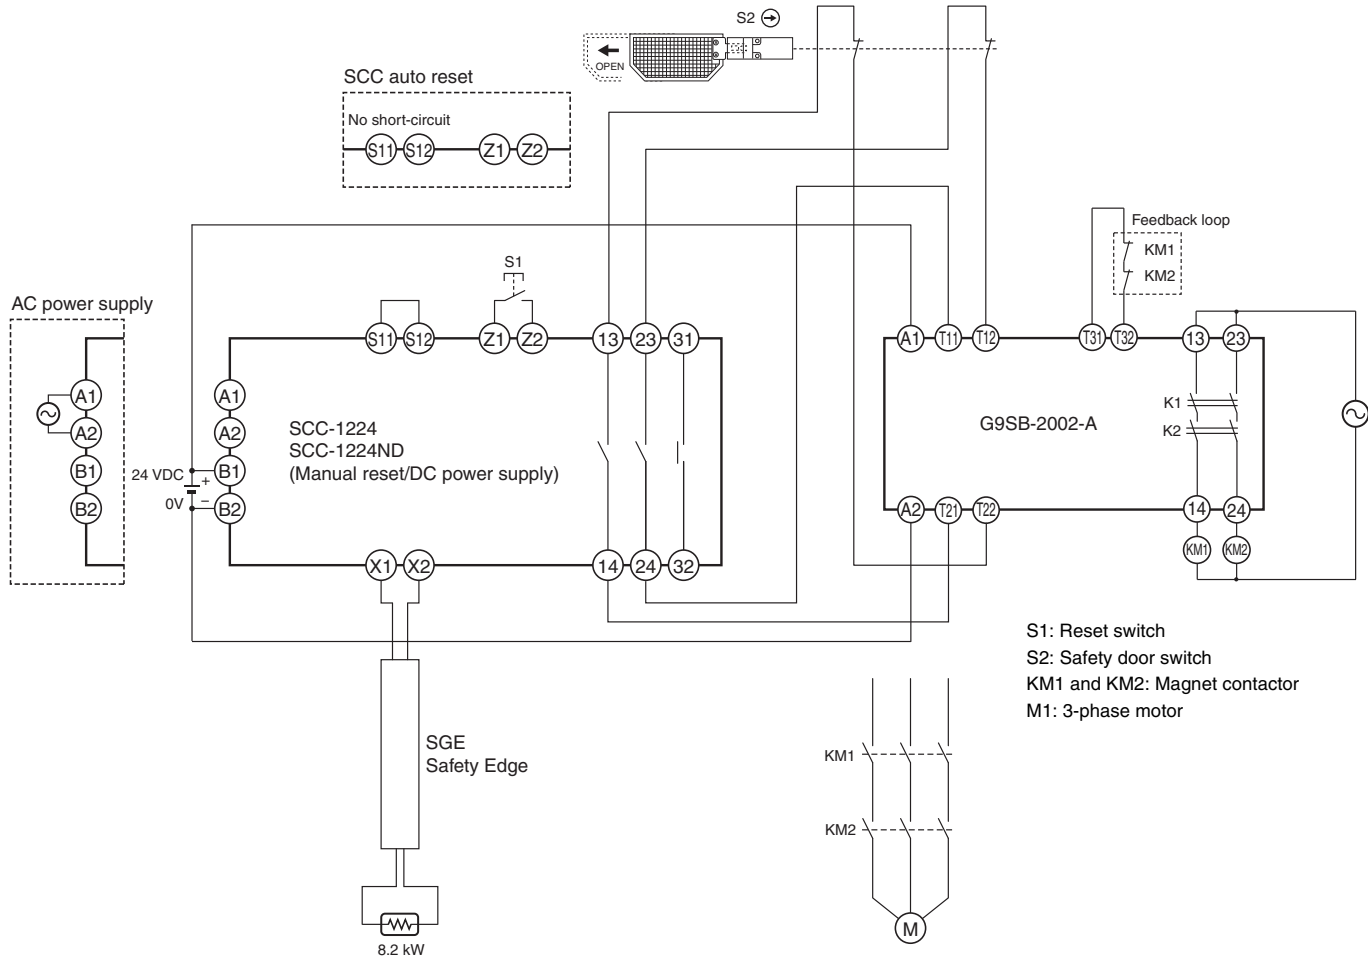 S2
OPEN
SCC auto reset
No short-circuit
S11 S12 Z1 Z2
Feedback loop
KM1
KM2
S1
AC power supply
S11 S12 Z1 Z2 13 23 31
A1 T11 T12 T31 T32 13 23
A1
A2
B1
B2
A1
A2
B1
B2
24 VDC
+
0V
–
SCC-1224
SCC-1224ND
(Manual reset/DC power supply)
G9SB-2002-A
K1
K2
A2 T21 T22 14 24
KM1 KM2
X1 X2 14 24 32
S1: Reset switch
S2: Safety door switch
KM1 and KM2: Magnet contactor
M1: 3-phase motor
SGE
Safety Edge
KM1
KM2
M
8.2 kW